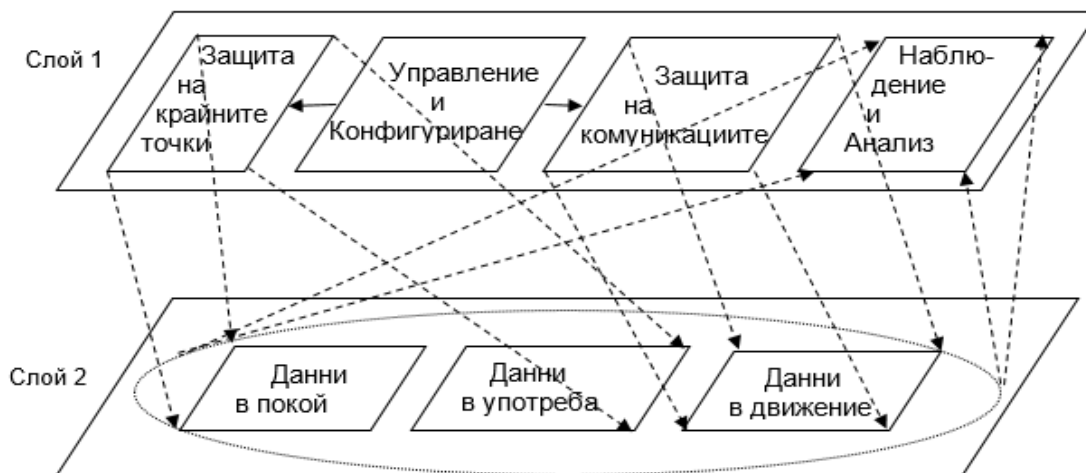 Слой 1
Защита
на
крайните
точки
Управление
и
Конфигуриране
Защита
на
комуникациите
Наблю-
дение
и
Анализ
Слой 2
Данни
в покой
Данни
в употреба
Данни
в движение